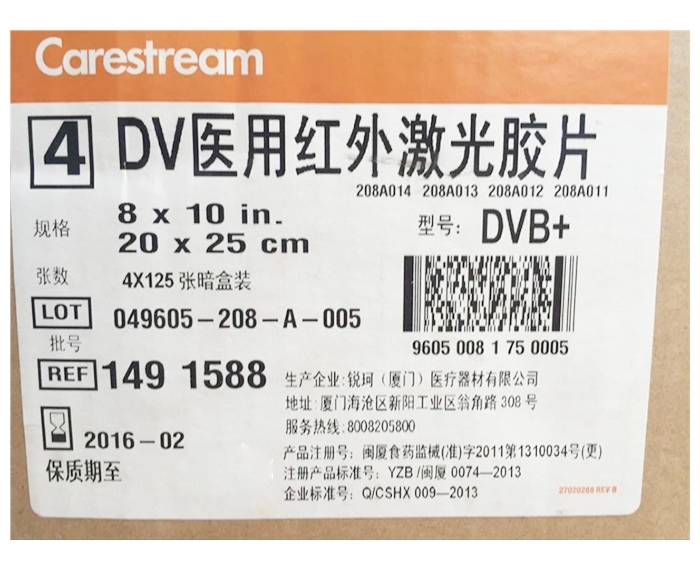 Carestream
4 DV医用红外激光胶片
208A014 208A013 208A012 208A011
规格 8 x 10 in.
20 x 25 cm
型号: DVB+
张数 4X125 张暗盒装
LOT 049605-208-A-005
批号
9605 008 1 75 0005
REF 149 1588
生产企业:锐珂（厦门）医疗器材有限公司
地址:厦门海沧区新阳工业区翁角路 308 号
服务热线:8008205800
2016-02
保质期至
产品注册号: 闽厦食药监械(准)字2011第1310034号(更)
注册产品标准号: YZB /闽厦 0074—2013
企业标准号: Q/CSHX 009—2013
27020288 REV B